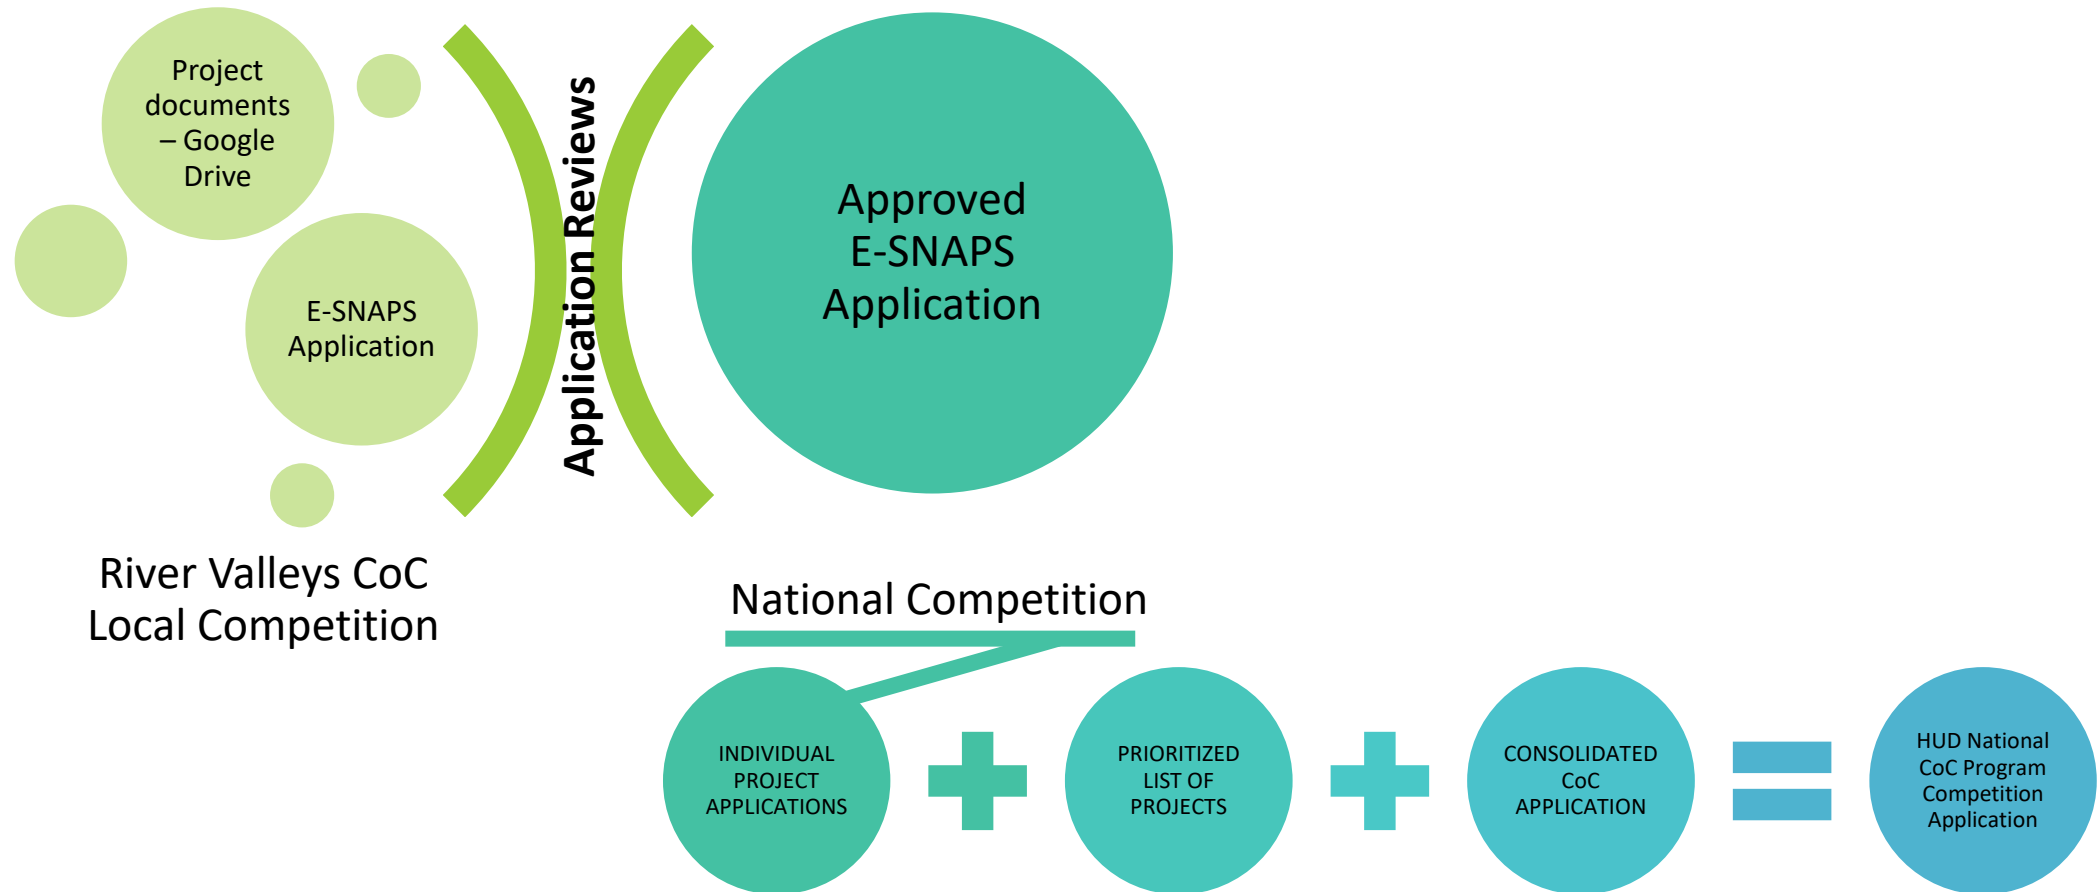 Project
documents
– Google
Drive
E-SNAPS
Application
Application Reviews
Approved
E-SNAPS
Application
River Valleys CoC
Local Competition
National Competition
INDIVIDUAL
PROJECT
APPLICATIONS
PRIORITIZED
LIST OF
PROJECTS
CONSOLIDATED
CoC
APPLICATION
HUD National
CoC Program
Competition
Application